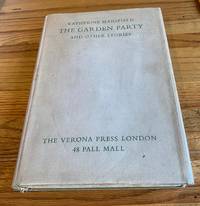 KATHERINE MANSFIELD
THE GARDEN PARTY
AND OTHER STORIES
THE VERONA PRESS LONDON
48 PALL MALL